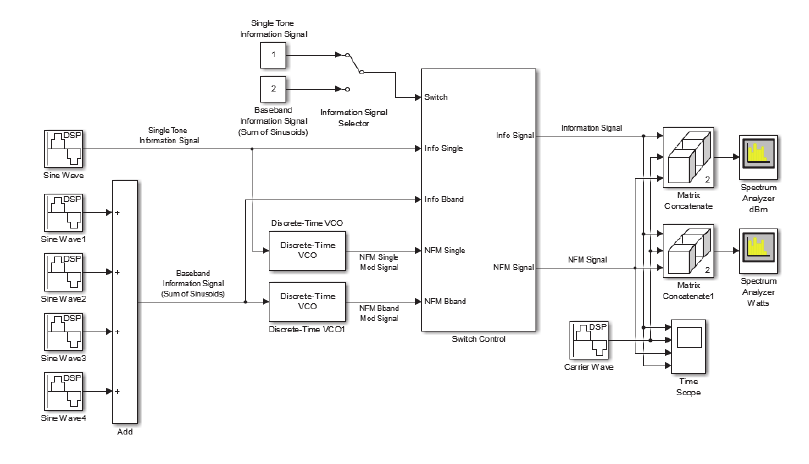 Single Tone
Information Signal
1
2
Baseband
Information Signal
(Sum of Sinusoids)
Information Signal
Selector
DSP
Sine Wave
Single Tone
Information Signal
DSP
Sine Wave1
DSP
Sine Wave2
DSP
Sine Wave3
DSP
Sine Wave4
+
+
+
+
Add
Baseband
Information Signal
(Sum of Sinusoids)
Discrete-Time VCO
Discrete-Time
VCO
NFM Single
Mod Signal
Discrete-Time
VCO
Discrete-Time VCO1
NFM Bband
Mod Signal
Switch
Info Single
Info Bband
NFM Single
NFM Bband
Info Signal
NFM Signal
Switch Control
Information Signal
NFM Signal
2
Matrix
Concatenate
Spectrum
Analyzer
dBm
2
Matrix
Concatenate1
Spectrum
Analyzer
Watts
DSP
Carrier Wave
Time
Scope